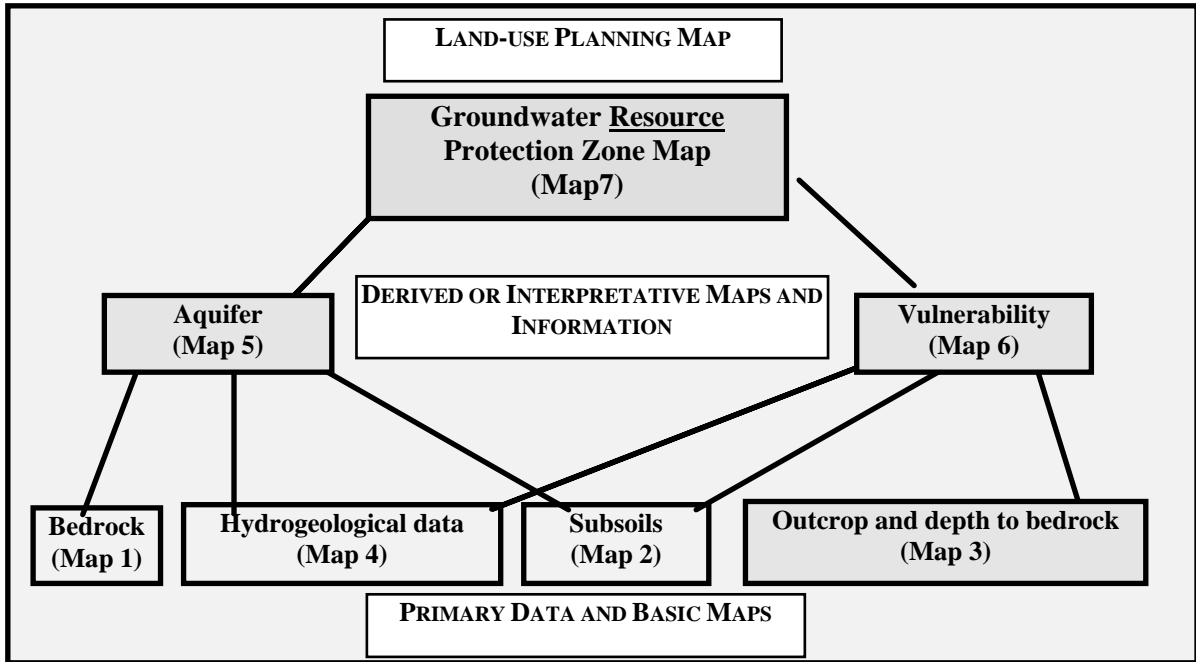 LAND-USE PLANNING MAP
Groundwater Resource
Protection Zone Map
(Map7)
DERIVED OR INTERPRETATIVE MAPS AND
INFORMATION
Aquifer
(Map 5)
Vulnerability
(Map 6)
Bedrock
(Map 1)
Hydrogeological data
(Map 4)
Subsoils
(Map 2)
Outcrop and depth to bedrock
(Map 3)
PRIMARY DATA AND BASIC MAPS